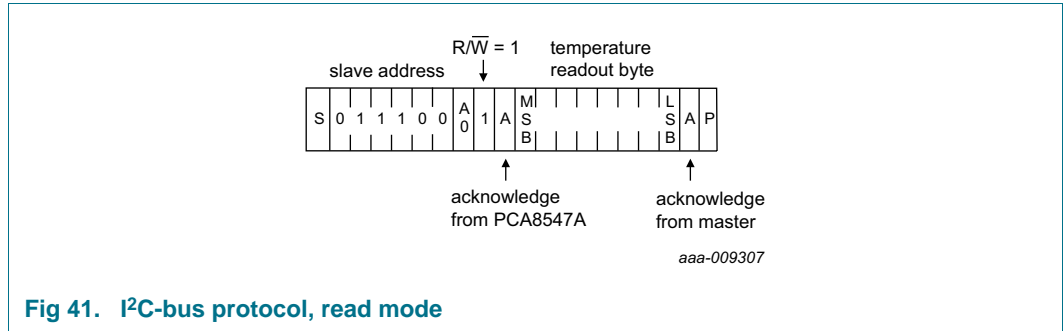 R/W̅ = 1
temperature
readout byte
slave address
S 0 1 1 1 0 0 A0 1 A MSB LSB A P
acknowledge
from PCA8547A
acknowledge
from master
aaa-009307
Fig 41. I²C-bus protocol, read mode